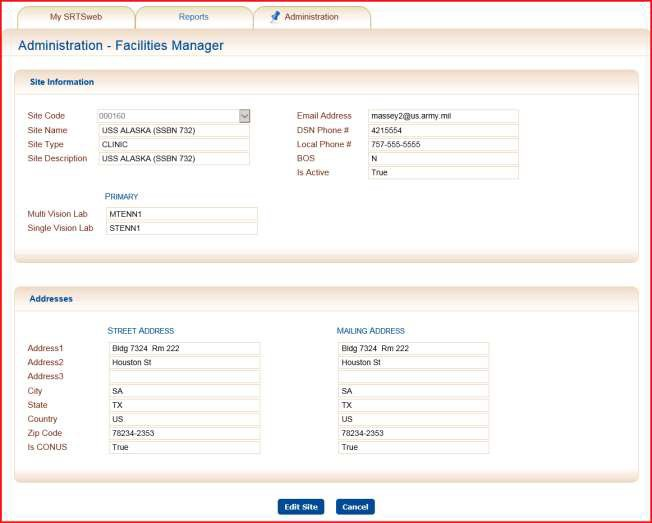 My SRTSweb Reports Administration
Administration - Facilities Manager
Site Information
Site Code 000160 Email Address massey2@us.army.mil
Site Name USS ALASKA (SSBN 732) DSN Phone # 4215554
Site Type CLINIC Local Phone # 757-555-5555
Site Description USS ALASKA (SSBN 732) BOS N
Is Active True
PRIMARY
Multi Vision Lab MTENN1
Single Vision Lab STENN1
Addresses
STREET ADDRESS MAILING ADDRESS
Address1 Bldg 7324 Rm 222 Bldg 7324 Rm 222
Address2 Houston St Houston St
Address3
City SA SA
State TX TX
Country US US
Zip Code 78234-2353 78234-2353
Is CONUS True True
Edit Site Cancel